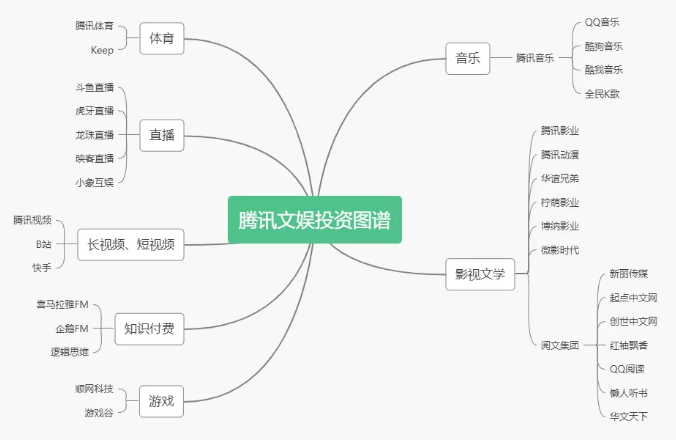 腾讯文娱投资图谱
体育
腾讯体育
Keep
直播
斗鱼直播
虎牙直播
龙珠直播
映客直播
小象互娱
长视频、短视频
腾讯视频
B站
快手
知识付费
喜马拉雅FM
企鹅FM
逻辑思维
游戏
顺网科技
游戏谷
音乐
腾讯音乐
QQ音乐
酷狗音乐
酷我音乐
全民K歌
影视文学
腾讯影业
腾讯动漫
华谊兄弟
柠萌影业
博纳影业
微影时代
阅文集团
新丽传媒
起点中文网
创世中文网
红袖飘香
QQ阅读
懒人听书
华文天下